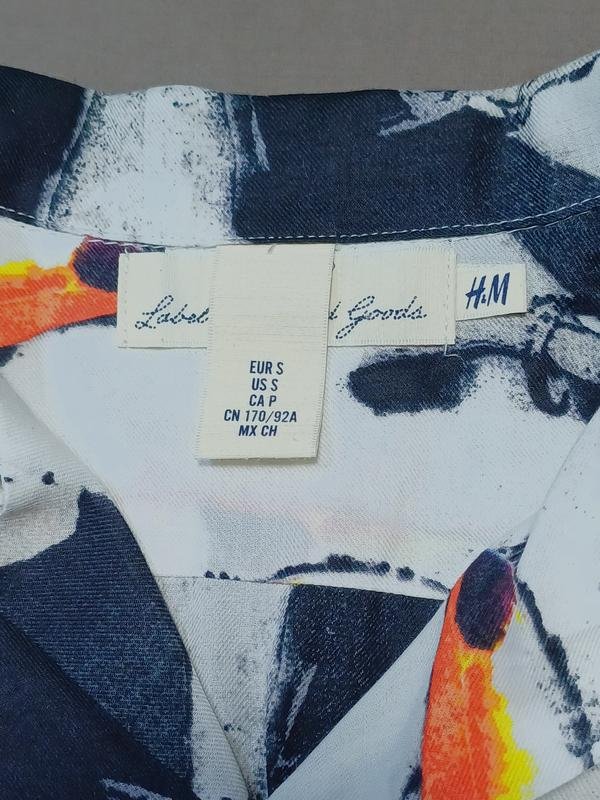 Label
d Goods
H&M
EUR S
US S
CA P
CN 170/92A
MX CH